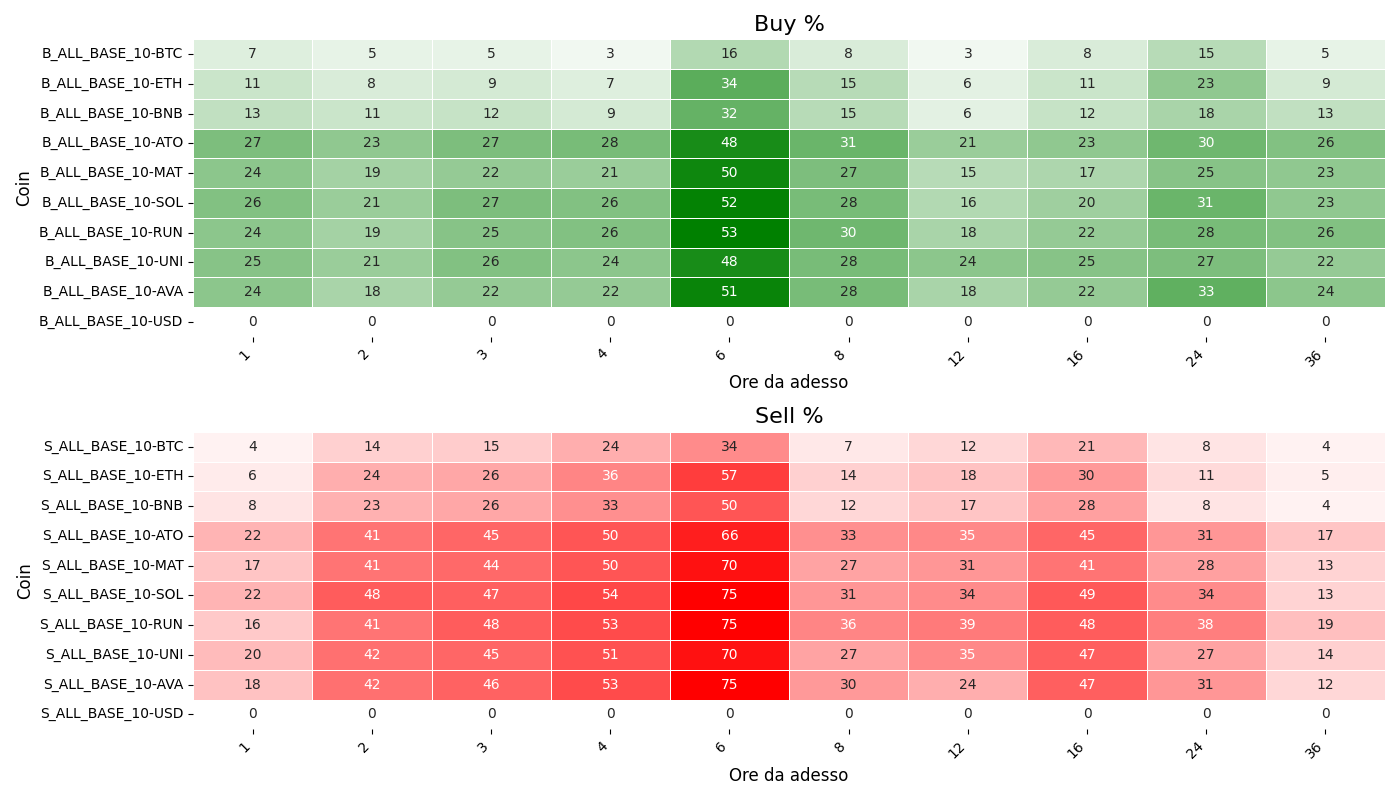 Buy %
Coin
B_ALL_BASE_10-BTC 7 5 5 3 16 8 3 8 15 5
B_ALL_BASE_10-ETH 11 8 9 7 34 15 6 11 23 9
B_ALL_BASE_10-BNB 13 11 12 9 32 15 6 12 18 13
B_ALL_BASE_10-ATO 27 23 27 28 48 31 21 23 30 26
B_ALL_BASE_10-MAT 24 19 22 21 50 27 15 17 25 23
B_ALL_BASE_10-SOL 26 21 27 26 52 28 16 20 31 23
B_ALL_BASE_10-RUN 24 19 25 26 53 30 18 22 28 26
B_ALL_BASE_10-UNI 25 21 26 24 48 28 24 25 27 22
B_ALL_BASE_10-AVA 24 18 22 22 51 28 18 22 33 24
B_ALL_BASE_10-USD 0 0 0 0 0 0 0 0 0 0
1 2 3 4 6 8 12 16 24 36
Ore da adesso
Sell %
Coin
S_ALL_BASE_10-BTC 4 14 15 24 34 7 12 21 8 4
S_ALL_BASE_10-ETH 6 24 26 36 57 14 18 30 11 5
S_ALL_BASE_10-BNB 8 23 26 33 50 12 17 28 8 4
S_ALL_BASE_10-ATO 22 41 45 50 66 33 35 45 31 17
S_ALL_BASE_10-MAT 17 41 44 50 70 27 31 41 28 13
S_ALL_BASE_10-SOL 22 48 47 54 75 31 34 49 34 13
S_ALL_BASE_10-RUN 16 41 48 53 75 36 39 48 38 19
S_ALL_BASE_10-UNI 20 42 45 51 70 27 35 47 27 14
S_ALL_BASE_10-AVA 18 42 46 53 75 30 24 47 31 12
S_ALL_BASE_10-USD 0 0 0 0 0 0 0 0 0 0
1 2 3 4 6 8 12 16 24 36
Ore da adesso